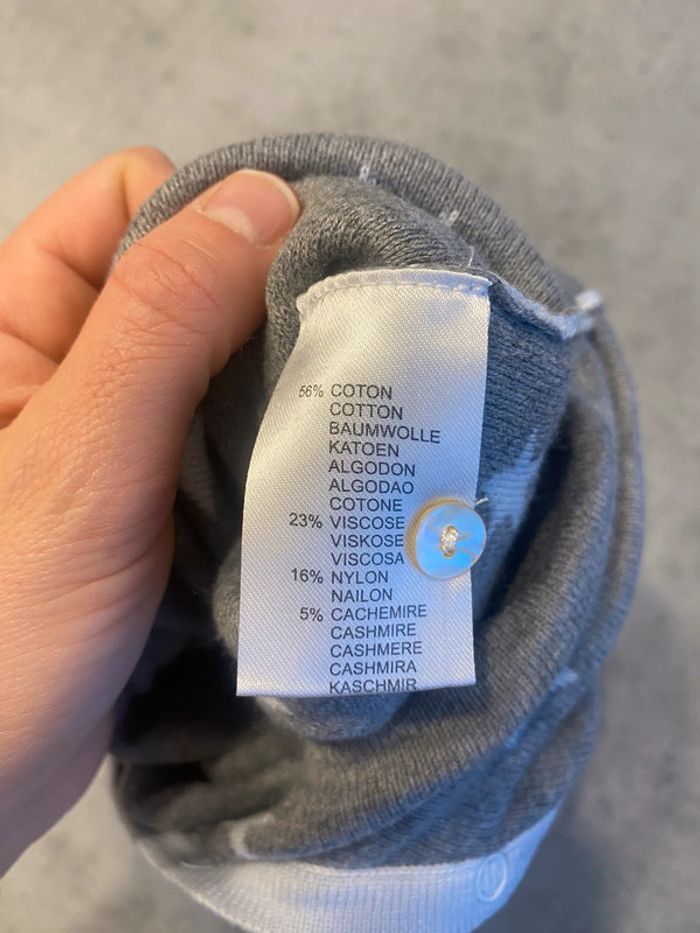 56% COTON
COTTON
BAUMWOLLE
KATOEN
ALGODON
ALGODAO
COTONE
23% VISCOSE
VISKOSE
VISCOSA
16% NYLON
NAILON
5% CACHEMIRE
CASHMIRE
CASHMERE
CASHMIRA
KASCHMIR